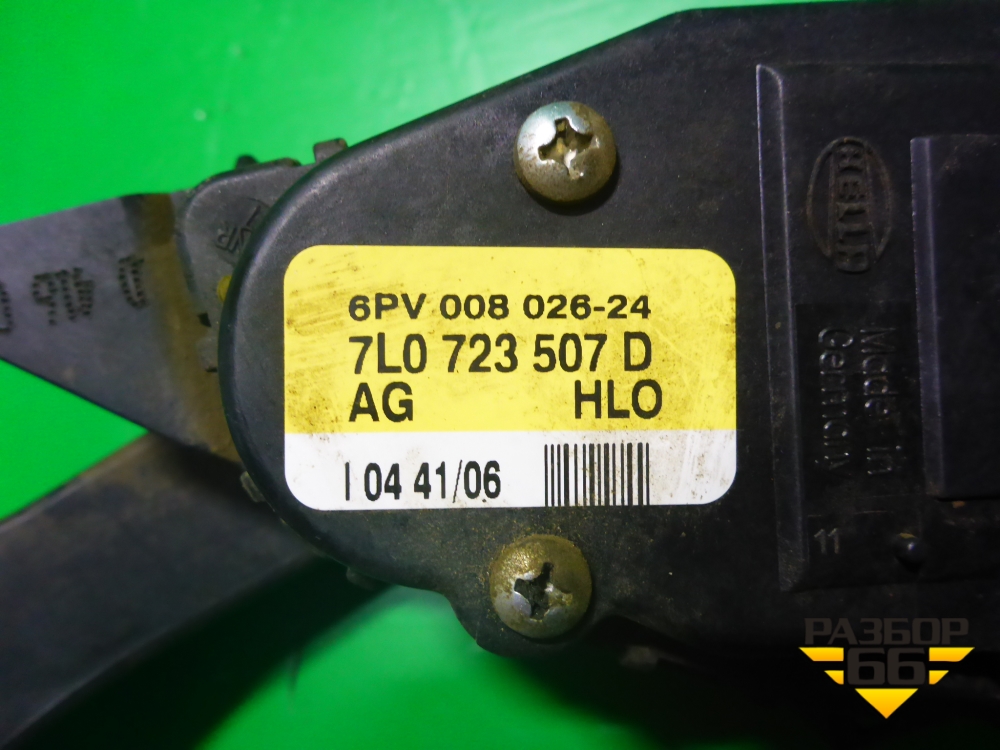 6PV 008 026-24
7L0 723 507 D
AG HLO
I 04 41/06
HELLA
Made in
Germany
11
РАЗБОР
66